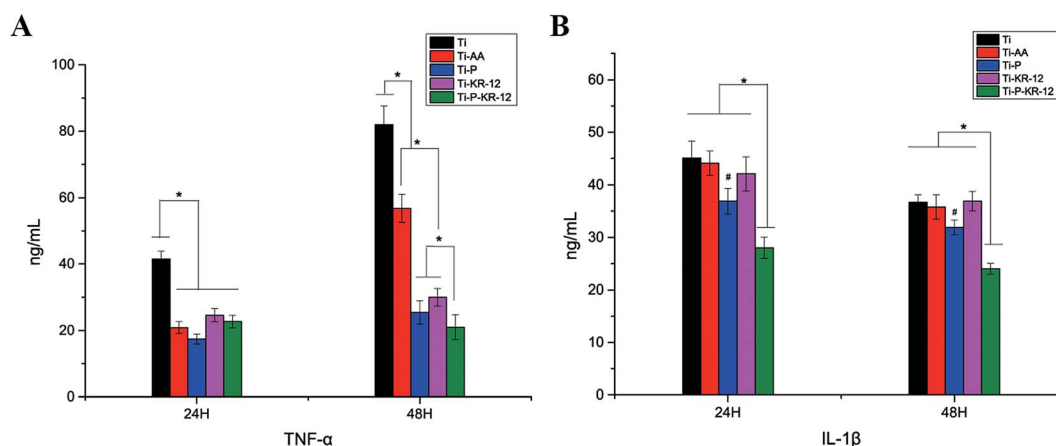 A
Ti
Ti-AA
Ti-P
Ti-KR-12
Ti-P-KR-12
100
80
60
40
20
0
ng/mL
*
*
*
*
24H
48H
TNF-α
B
Ti
Ti-AA
Ti-P
Ti-KR-12
Ti-P-KR-12
60
50
40
30
20
10
0
ng/mL
*
*
#
#
24H
48H
IL-1β